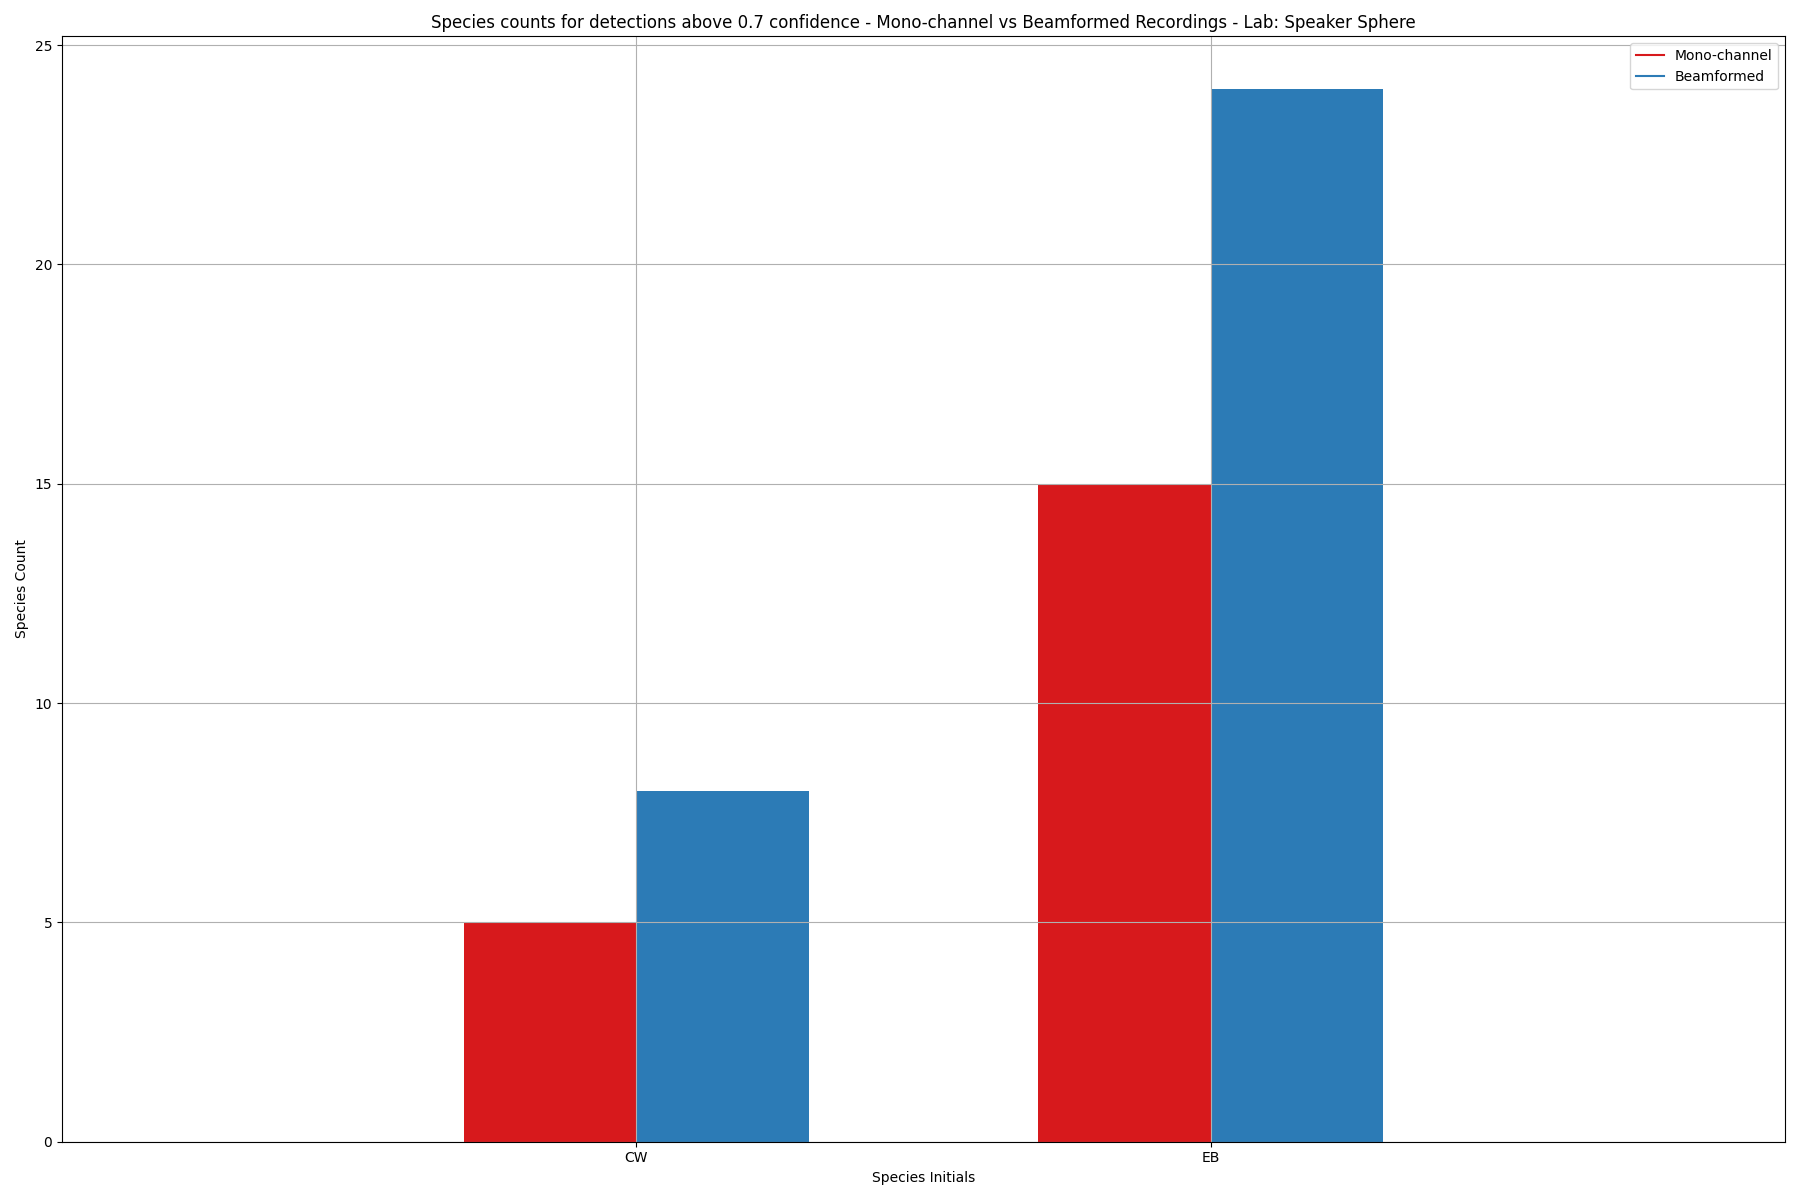 Species counts for detections above 0.7 confidence - Mono-channel vs Beamformed Recordings - Lab: Speaker Sphere
Mono-channel
Beamformed
25
20
15
10
5
0
Species Count
CW
EB
Species Initials